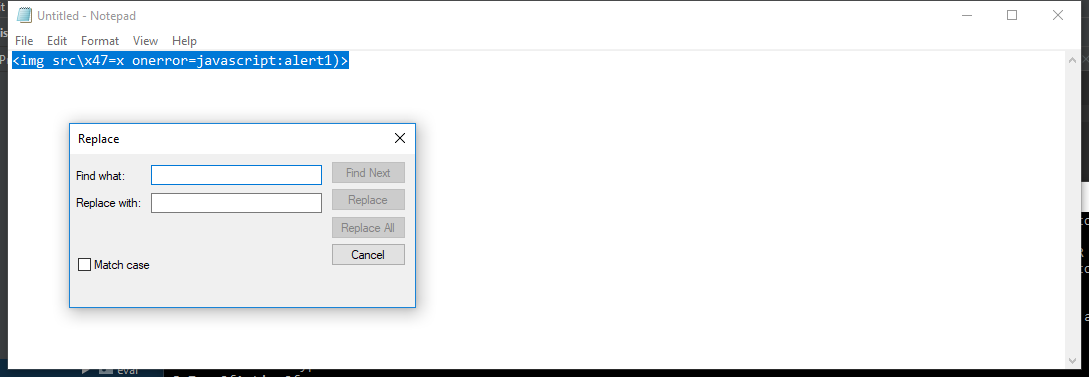 Untitled - Notepad
File Edit Format View Help
<img src\x47=x onerror=javascript:alert1)>
Replace
Find what:
Find Next
Replace with:
Replace
Replace All
Cancel
Match case
eval